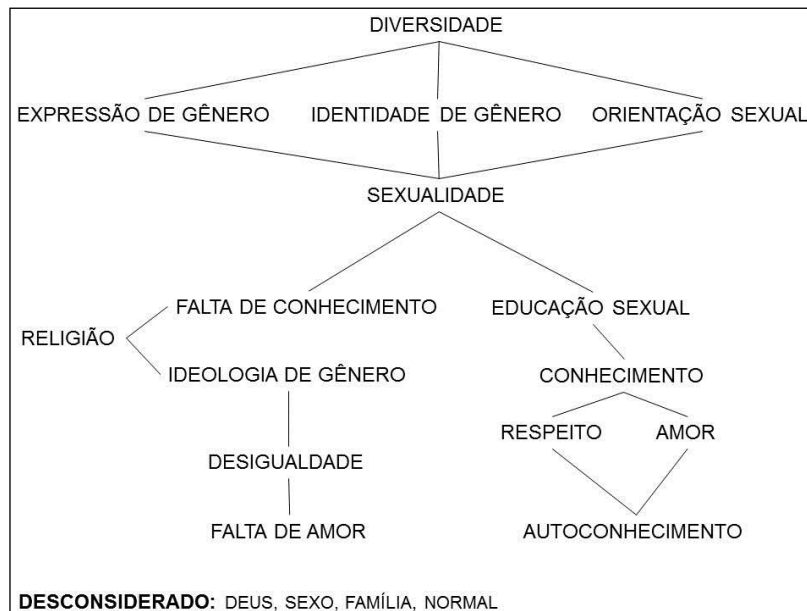 DIVERSIDADE
EXPRESSÃO DE GÊNERO
IDENTIDADE DE GÊNERO
ORIENTAÇÃO SEXUAL
SEXUALIDADE
FALTA DE CONHECIMENTO
EDUCAÇÃO SEXUAL
RELIGIÃO
IDEOLOGIA DE GÊNERO
CONHECIMENTO
RESPEITO
AMOR
DESIGUALDADE
FALTA DE AMOR
AUTOCONHECIMENTO
DESCONSIDERADO: DEUS, SEXO, FAMÍLIA, NORMAL